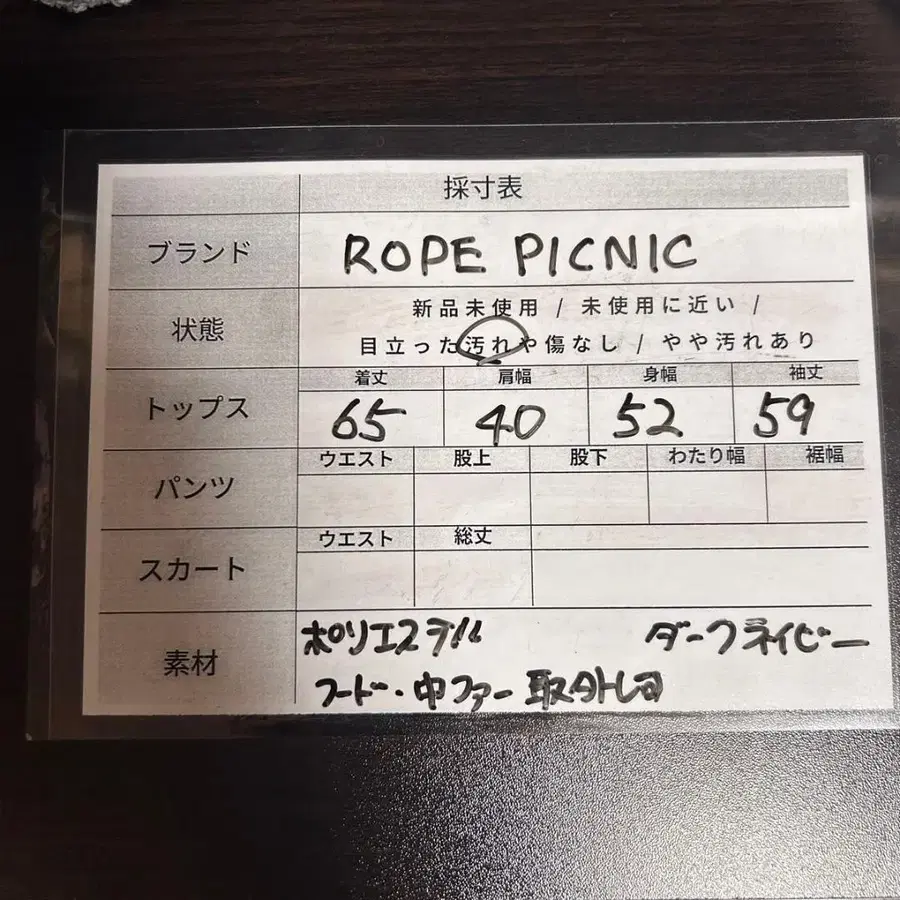 採寸表
ブランド ROPE PICNIC
状態 新品未使用 / 未使用に近い /
目立った汚れや傷なし / やや汚れあり
着丈 肩幅 身幅 袖丈
トップス 65 40 52 59
ウエスト 股上 股下 わたり幅 裾幅
パンツ
ウエスト 総丈
スカート
素材 ポリエステル ダークネイビー
フード・中ファー取外し可